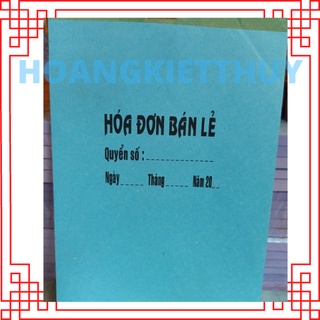 HOANGKIETTHUY
HÓA ĐƠN BÁN LẺ
Quyển số :
Ngày Tháng Năm 20